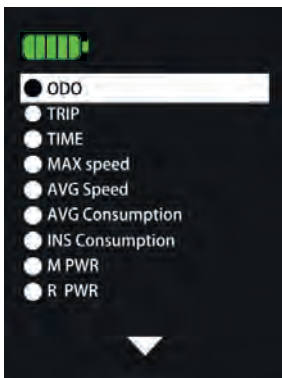 ODO
TRIP
TIME
MAX speed
AVG Speed
AVG Consumption
INS Consumption
M PWR
R PWR